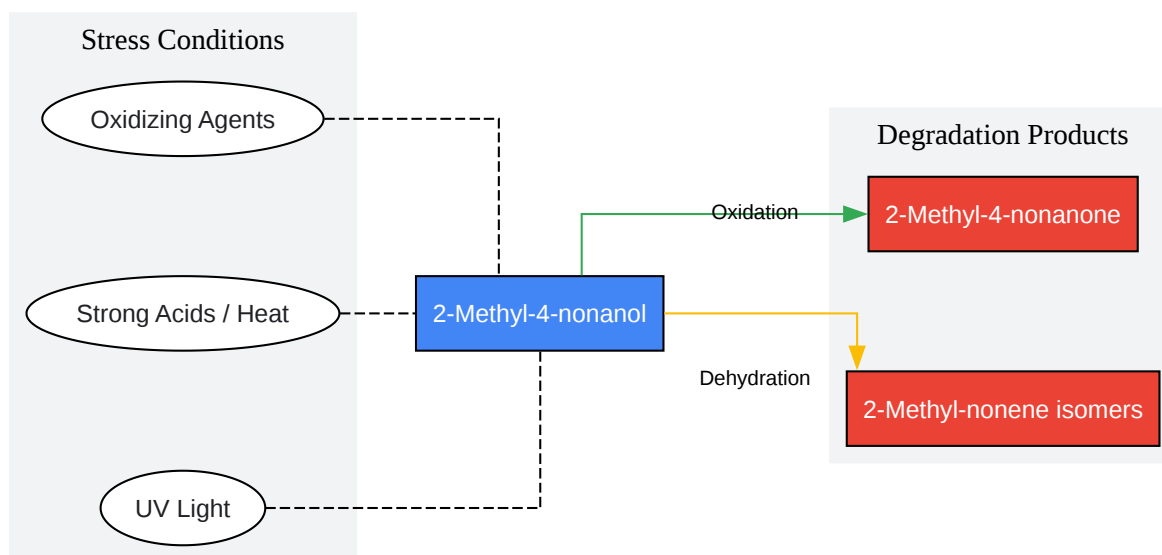 Stress Conditions
Oxidizing Agents
Degradation Products
Oxidation
2-Methyl-4-nonanone
Strong Acids / Heat
2-Methyl-4-nonanol
Dehydration
2-Methyl-nonene isomers
UV Light